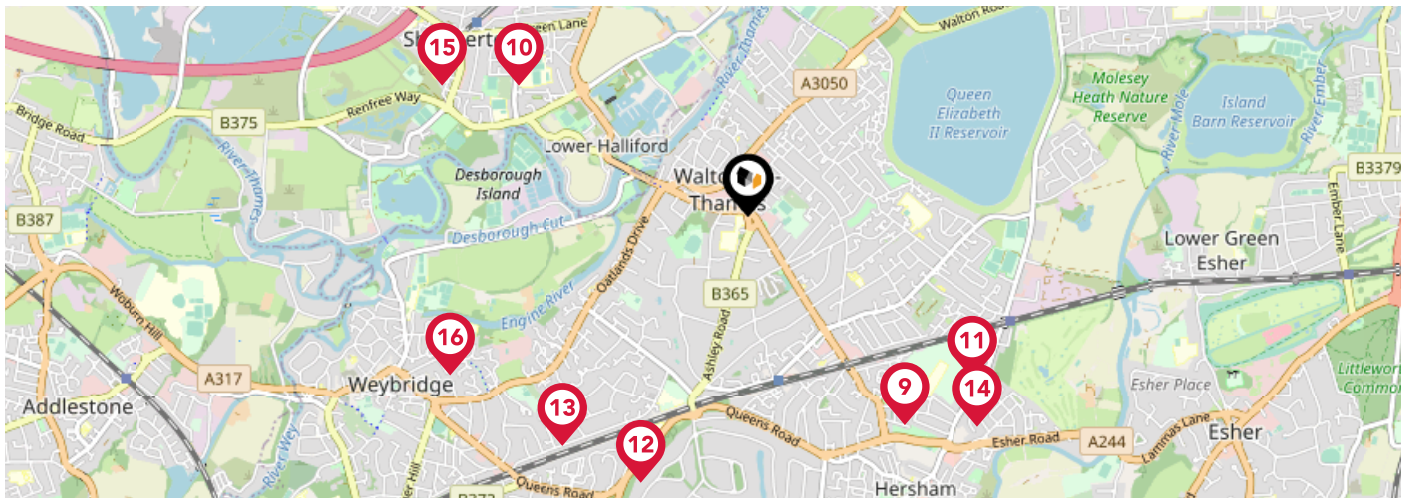 Green Lane
15
10
Walton Road
A3050
River Thames
Molesey
Heath Nature
Reserve
Queen
Elizabeth
II Reservoir
Island
Barn Reservoir
River Mole
River Ember
Bridge Road
B375
Renfree Way
River Thames
Lower Halliford
Desborough
Island
B3379
Ember Lane
B387
Desborough Cut
Oatlands Drive
Lower Green
Esher
Engine River
B365
Woburn Hill
Ashley Road
16
11
A317
Weybridge
13
9
14
Esher Place
Addlestone
12
Queens Road
Esher Road
A244
Lammas Lane
Esher
River Wey
Queens Road
Hersham